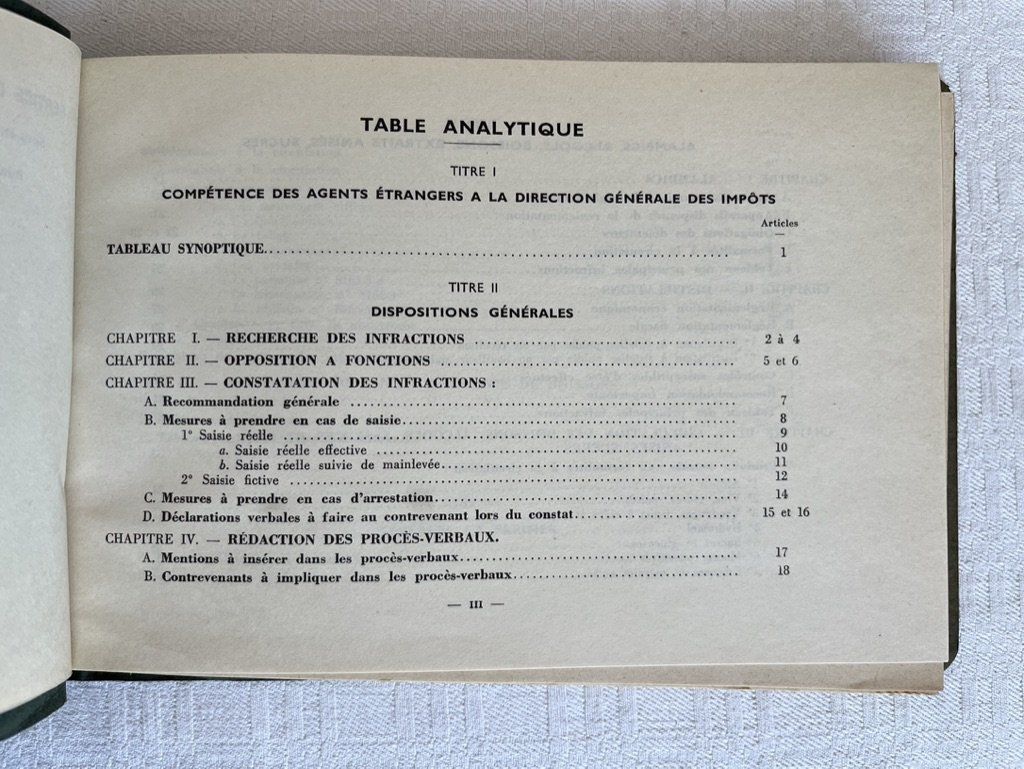 TABLE ANALYTIQUE
TITRE I
COMPÉTENCE DES AGENTS ÉTRANGERS A LA DIRECTION GÉNÉRALE DES IMPÔTS
Articles
TABLEAU SYNOPTIQUE 1
TITRE II
DISPOSITIONS GÉNÉRALES
CHAPITRE I. — RECHERCHE DES INFRACTIONS 2 à 4
CHAPITRE II. — OPPOSITION A FONCTIONS 5 et 6
CHAPITRE III. — CONSTATATION DES INFRACTIONS :
A. Recommandation générale 7
B. Mesures à prendre en cas de saisie 8
1° Saisie réelle 9
a. Saisie réelle effective 10
b. Saisie réelle suivie de mainlevée 11
2° Saisie fictive 12
C. Mesures à prendre en cas d'arrestation 14
D. Déclarations verbales à faire au contrevenant lors du constat 15 et 16
CHAPITRE IV. — RÉDACTION DES PROCÈS-VERBAUX.
A. Mentions à insérer dans les procès-verbaux 17
B. Contrevenants à impliquer dans les procès-verbaux 18
— III —